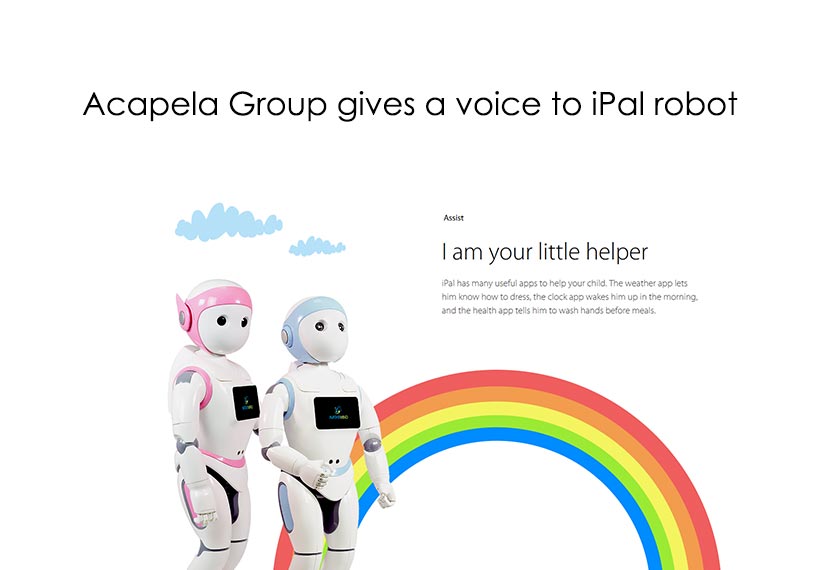 Acapela Group gives a voice to iPal robot
Assist
I am your little helper
iPal has many useful apps to help your child. The weather app lets
him know how to dress, the clock app wakes him up in the morning,
and the health app tells him to wash hands before meals.